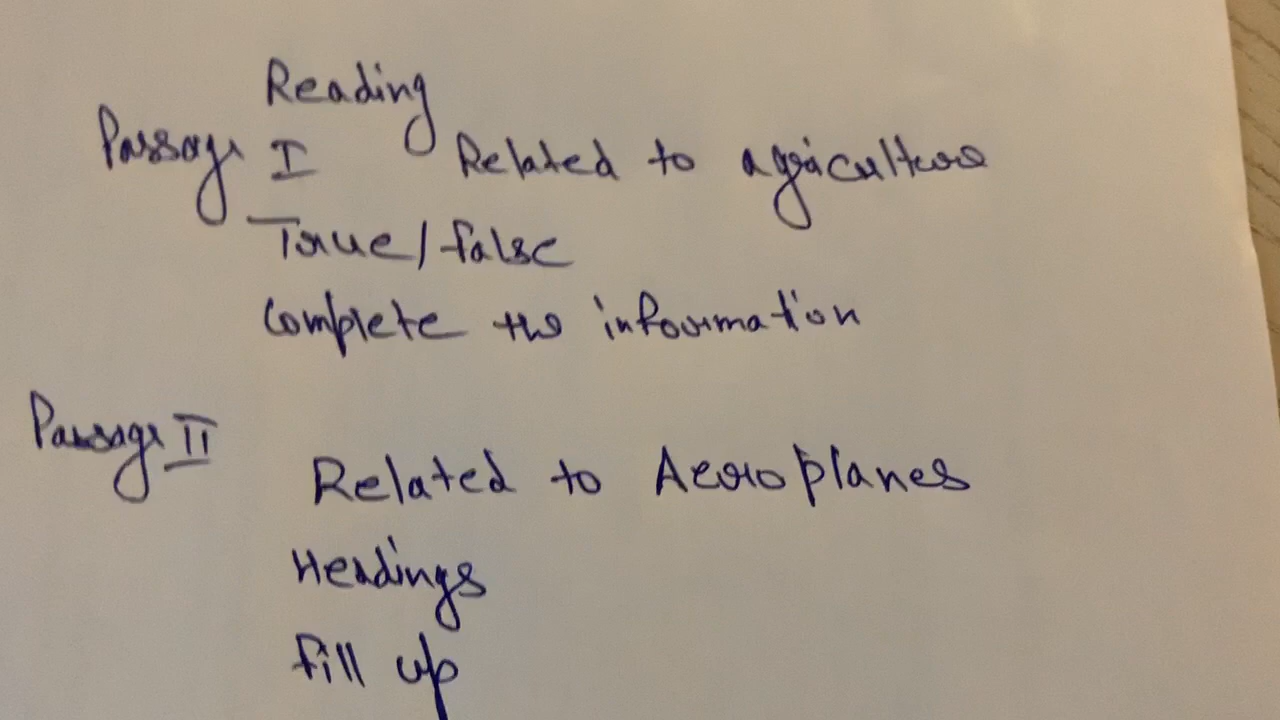 Reading
Passage I Related to agriculture
True/false
Complete the information
Passage II
Related to Aeroplanes
Headings
fill up